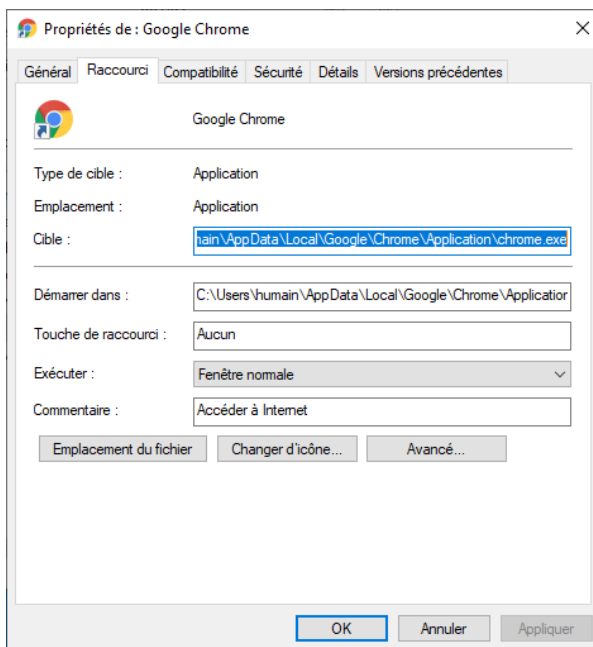 Propriétés de : Google Chrome
Général Raccourci Compatibilité Sécurité Détails Versions précédentes
Google Chrome
Type de cible : Application
Emplacement : Application
Cible : main\AppData\Local\Google\Chrome\Application\chrome.exe
Démarrer dans : C:\Users\humain\AppData\Local\Google\Chrome\Application
Touche de raccourci : Aucun
Exécuter : Fenêtre normale
Commentaire : Accéder à Internet
Emplacement du fichier Changer d'icône... Avancé...
OK Annuler Appliquer